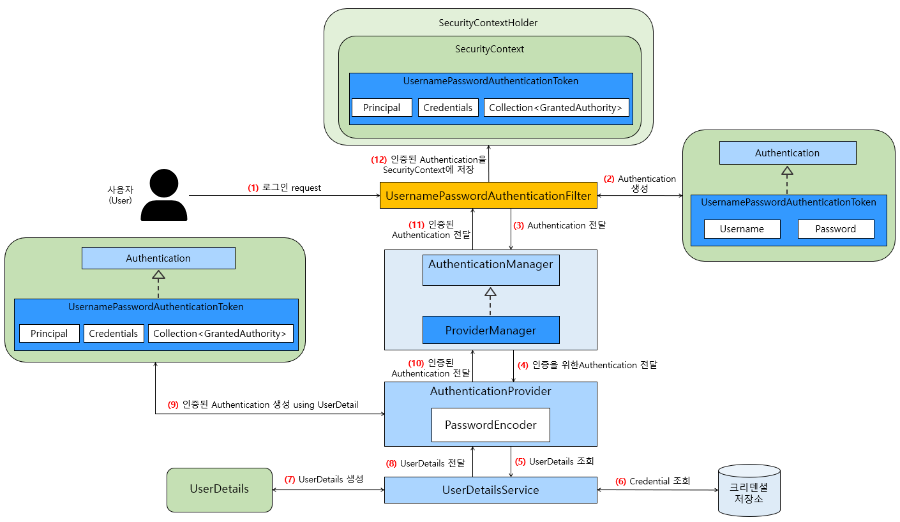 SecurityContextHolder
SecurityContext
UsernamePasswordAuthenticationToken
Principal
Credentials
Collection<GrantedAuthority>
(12) 인증된 Authentication을
SecurityContext에 저장
Authentication
UsernamePasswordAuthenticationToken
Username
Password
사용자
(User)
(1) 로그인 request
UsernamePasswordAuthenticationFilter
(2) Authentication
생성
(11) 인증된
Authentication 전달
(3) Authentication 전달
Authentication
UsernamePasswordAuthenticationToken
Principal
Credentials
Collection<GrantedAuthority>
AuthenticationManager
ProviderManager
(10) 인증된
Authentication 전달
(4) 인증을 위한Authentication 전달
(9) 인증된 Authentication 생성 using UserDetail
AuthenticationProvider
PasswordEncoder
(8) UserDetails 전달
(5) UserDetails 조회
UserDetails
(7) UserDetails 생성
UserDetailsService
(6) Credential 조회
크리덴셜
저장소